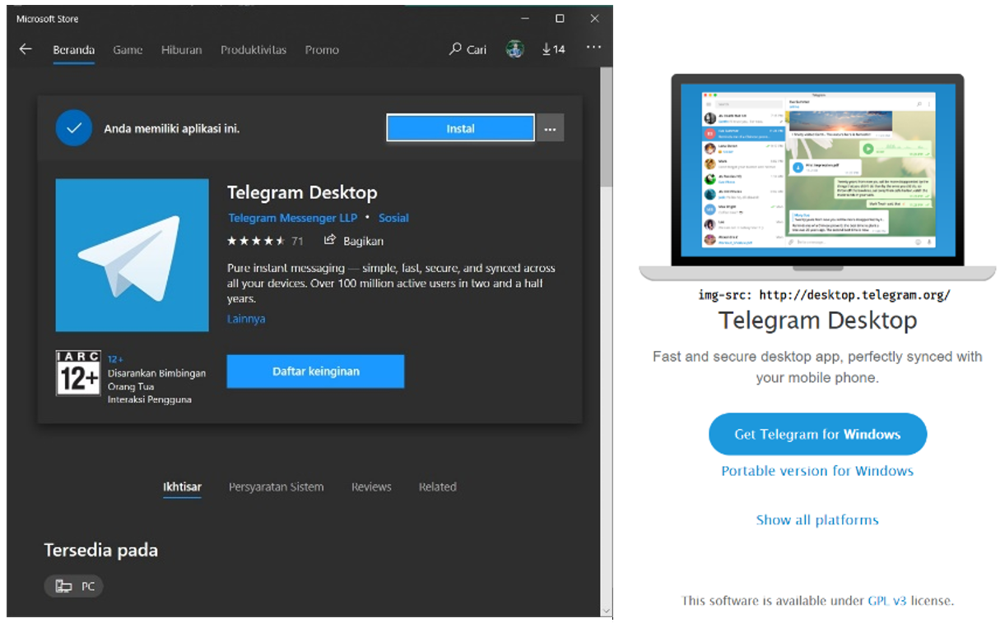 Microsoft Store
Beranda Game Hiburan Produktivitas Promo Cari 14
Anda memiliki aplikasi ini. Instal
Telegram Desktop
Telegram Messenger LLP • Sosial
71 Bagikan
Pure instant messaging — simple, fast, secure, and synced across
all your devices. Over 100 million active users in two and a half
years.
Lainnya
IARC
12+
12+
Disarankan Bimbingan
Orang Tua
Interaksi Pengguna
Daftar keinginan
Ikhtisar Persyaratan Sistem Reviews Related
Tersedia pada
PC
img-src: http://desktop.telegram.org/
Telegram Desktop
Fast and secure desktop app, perfectly synced with
your mobile phone.
Get Telegram for Windows
Portable version for Windows
Show all platforms
This software is available under GPL v3 license.